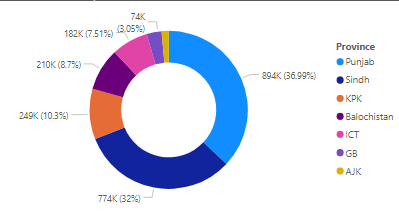 74K
(3.05%)
182K (7.51%)
210K (8.7%)
249K (10.3%)
774K (32%)
894K (36.99%)
Province
Punjab
Sindh
KPK
Balochistan
ICT
GB
AJK